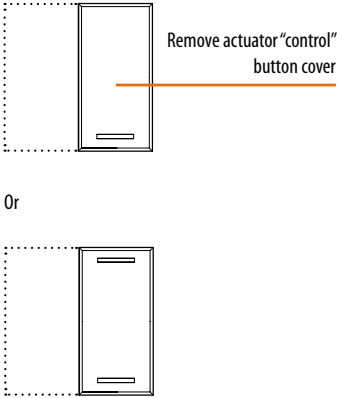 Remove actuator “control”
button cover
Or